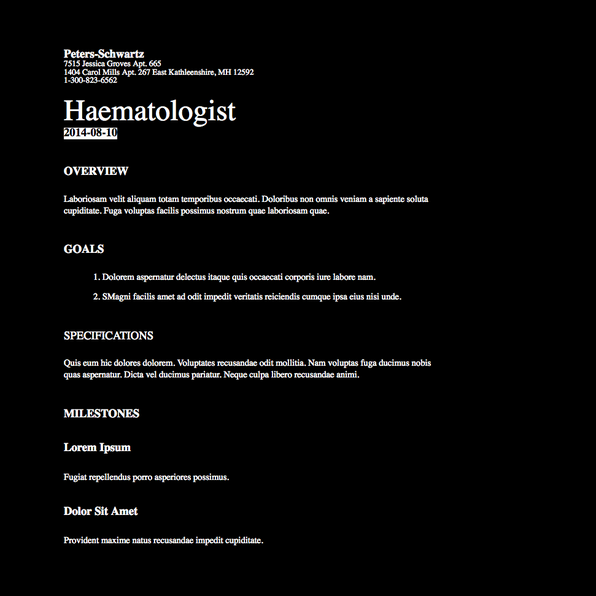 Peters-Schwartz
7515 Jessica Groves Apt. 665
1404 Carol Mills Apt. 267 East Kathleenshire, MH 12592
1-300-823-6562
Haematologist
2014-08-10
OVERVIEW
Laboriosam velit aliquam totam temporibus occaecati. Doloribus non omnis veniam a sapiente soluta
cupiditate. Fuga voluptas facilis possimus nostrum quae laboriosam quae.
GOALS
1. Dolorem aspernatur delectus itaque quis occaecati corporis iure labore nam.
2. SMagni facilis amet ad odit impedit veritatis reiciendis cumque ipsa eius nisi unde.
SPECIFICATIONS
Quis eum hic dolores dolorem. Voluptates recusandae odit mollitia. Nam voluptas fuga ducimus nobis
quas aspernatur. Dicta vel ducimus pariatur. Neque culpa libero recusandae animi.
MILESTONES
Lorem Ipsum
Fugiat repellendus porro asperiores possimus.
Dolor Sit Amet
Provident maxime natus recusandae impedit cupiditate.